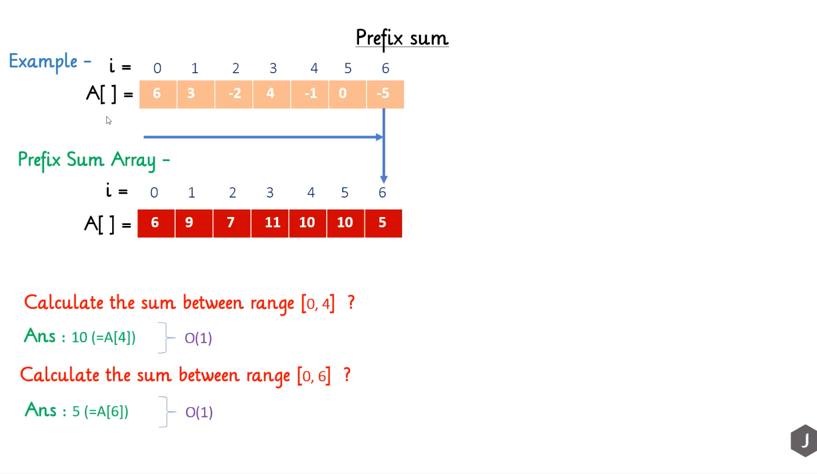 Prefix sum
Example -
i = 0 1 2 3 4 5 6
A[ ] = 6 3 -2 4 -1 0 -5
Prefix Sum Array -
i = 0 1 2 3 4 5 6
A[ ] = 6 9 7 11 10 10 5
Calculate the sum between range [0, 4] ?
Ans : 10 (=A[4]) O(1)
Calculate the sum between range [0, 6] ?
Ans : 5 (=A[6]) O(1)
J